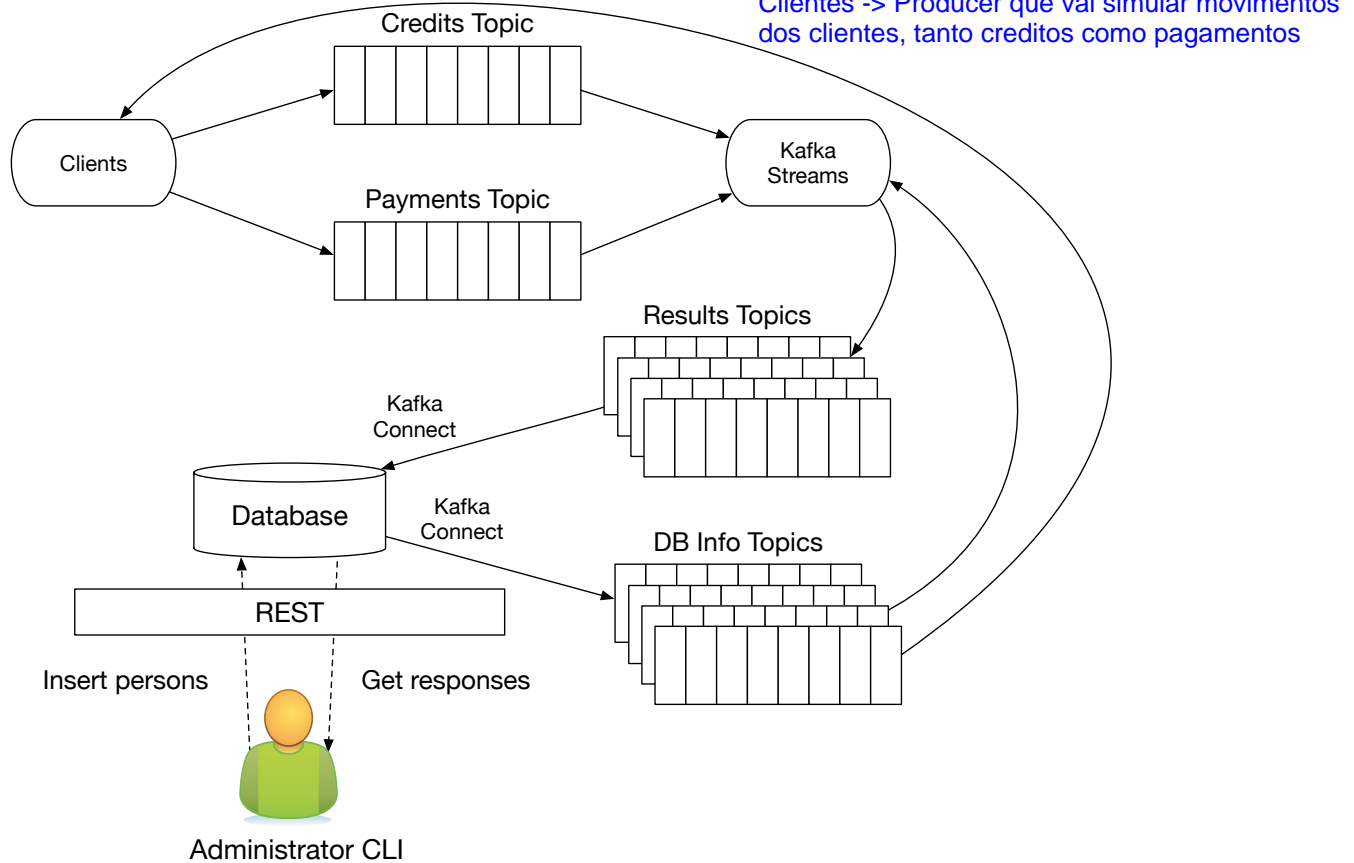 Clientes -> Producer que vai simular movimentos
dos clientes, tanto creditos como pagamentos
Credits Topic
Clients
Kafka
Streams
Payments Topic
Results Topics
Kafka
Connect
Database
Kafka
Connect
DB Info Topics
REST
Insert persons
Get responses
Administrator CLI